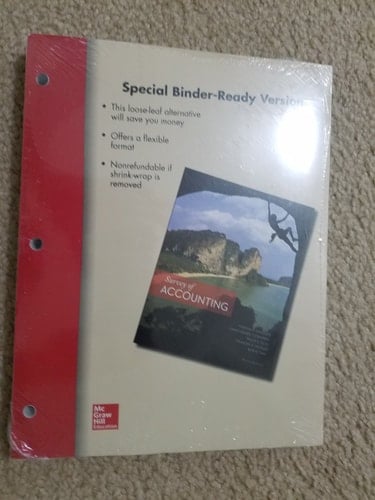 Special Binder-Ready Version
• This loose-leaf alternative
will save you money
• Offers a flexible
format
• Nonrefundable if
shrink-wrap is
removed
Survey of
ACCOUNTING
Mc
Graw
Hill
Education